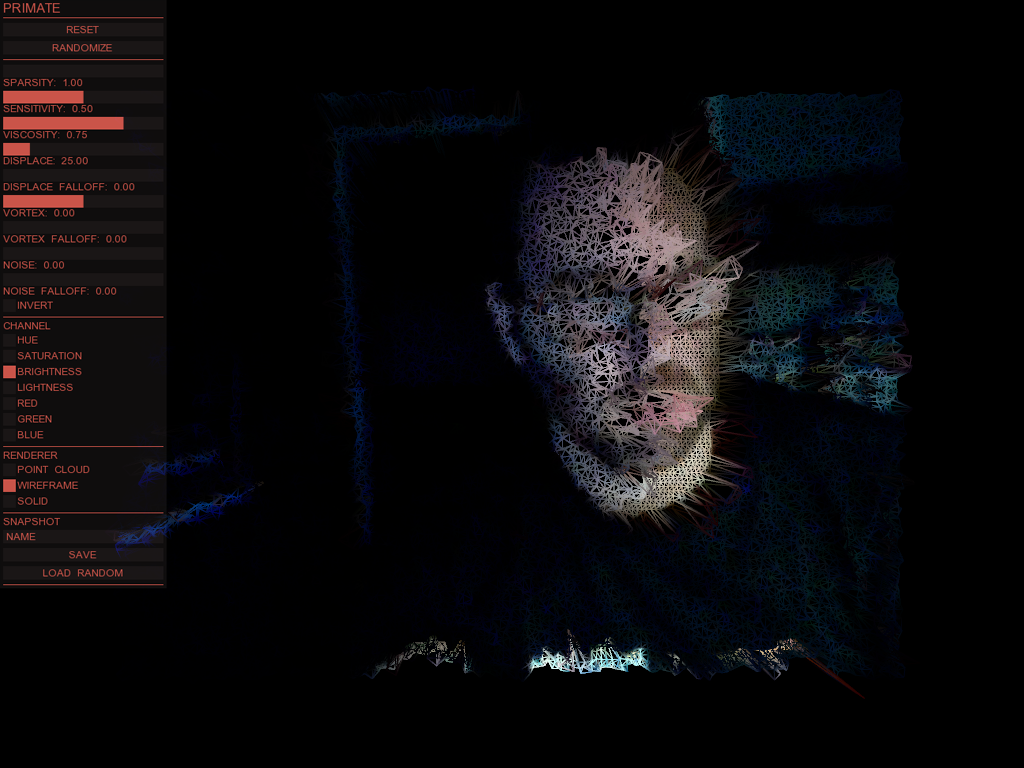 PRIMATE
RESET
RANDOMIZE
SPARSITY: 1.00
SENSITIVITY: 0.50
VISCOSITY: 0.75
DISPLACE: 25.00
DISPLACE FALLOFF: 0.00
VORTEX: 0.00
VORTEX FALLOFF: 0.00
NOISE: 0.00
NOISE FALLOFF: 0.00
INVERT
CHANNEL
HUE
SATURATION
BRIGHTNESS
LIGHTNESS
RED
GREEN
BLUE
RENDERER
POINT CLOUD
WIREFRAME
SOLID
SNAPSHOT
NAME
SAVE
LOAD RANDOM